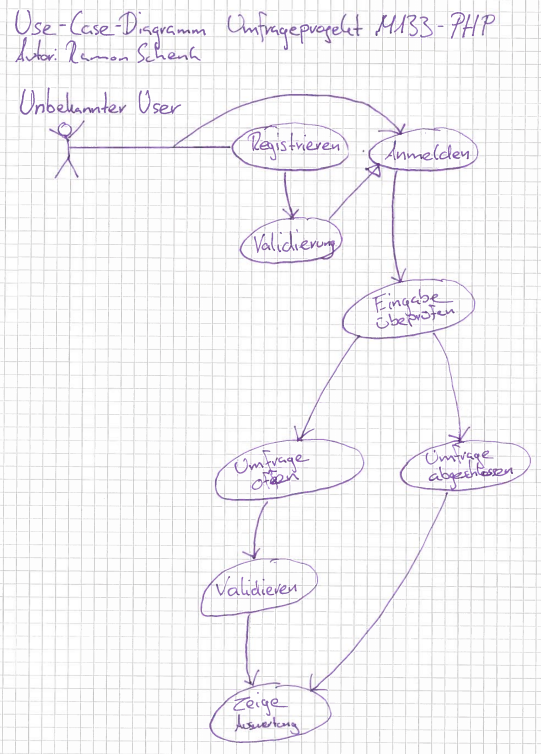 Use-Case-Diagramm Umfrageprojekt M133-PHP
Autor: Ramon Schenk
Unbekannter User
Registrieren
Anmelden
Validierung
Eingabe
übeprüfen
Umfrage
offen
Umfrage
abgeschlossen
Validieren
Zeige
Auswertung